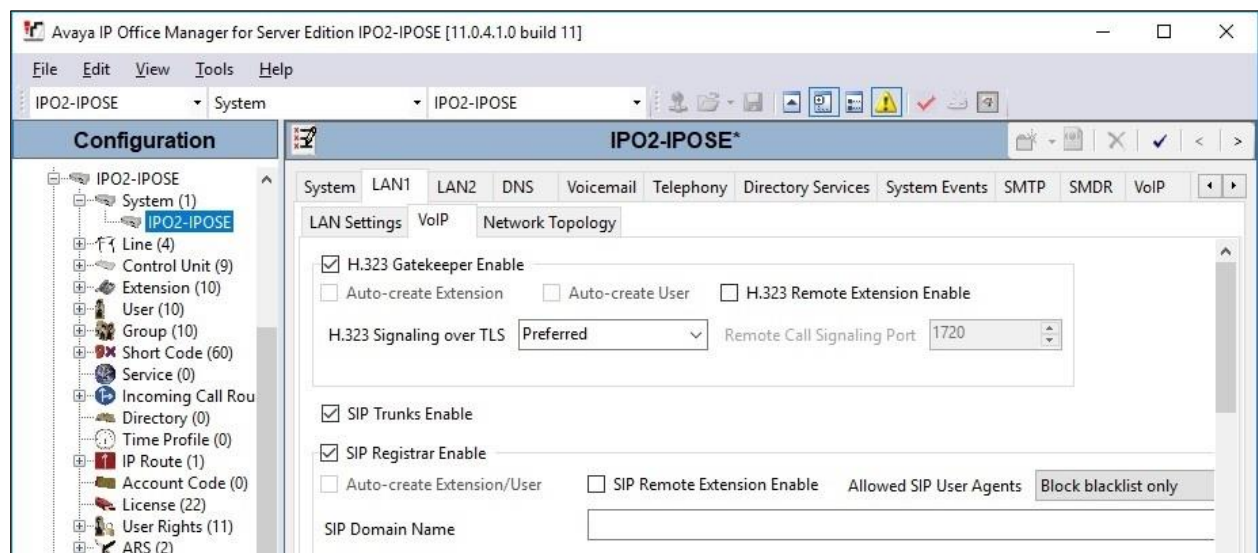 Avaya IP Office Manager for Server Edition IPO2-IPOSE [11.0.4.1.0 build 11]
File Edit View Tools Help
IPO2-IPOSE System IPO2-IPOSE
Configuration
IPO2-IPOSE
System (1)
IPO2-IPOSE
Line (4)
Control Unit (9)
Extension (10)
User (10)
Group (10)
Short Code (60)
Service (0)
Incoming Call Rou
Directory (0)
Time Profile (0)
IP Route (1)
Account Code (0)
License (22)
User Rights (11)
ARS (2)
IPO2-IPOSE*
System LAN1 LAN2 DNS Voicemail Telephony Directory Services System Events SMTP SMDR VoIP
LAN Settings VoIP Network Topology
H.323 Gatekeeper Enable
Auto-create Extension Auto-create User H.323 Remote Extension Enable
H.323 Signaling over TLS Preferred Remote Call Signaling Port 1720
SIP Trunks Enable
SIP Registrar Enable
Auto-create Extension/User SIP Remote Extension Enable Allowed SIP User Agents Block blacklist only
SIP Domain Name